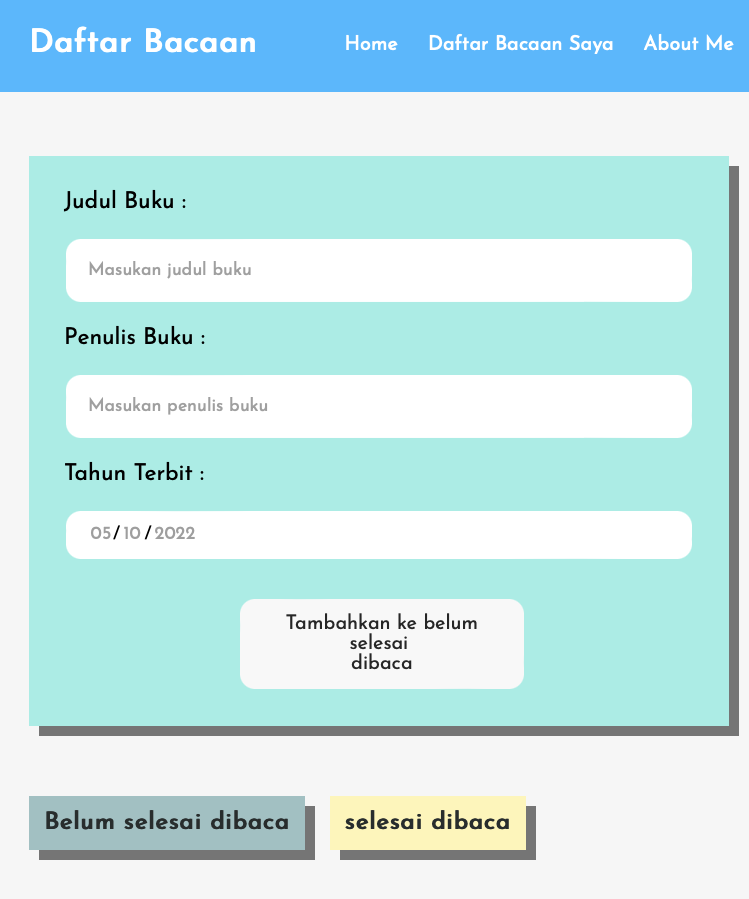 Daftar Bacaan Home Daftar Bacaan Saya About Me
Judul Buku :
Masukan judul buku
Penulis Buku :
Masukan penulis buku
Tahun Terbit :
05/ 10 / 2022
Tambahkan ke belum
selesai
dibaca
Belum selesai dibaca selesai dibaca